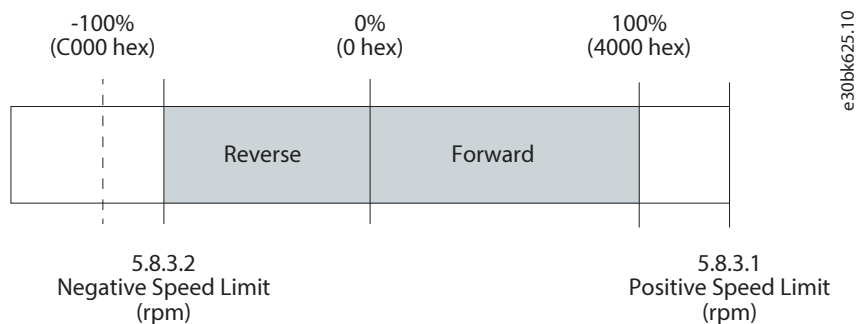 -100%
(C000 hex)
0%
(0 hex)
100%
(4000 hex)
e30bk625.10
Reverse
Forward
5.8.3.2
Negative Speed Limit
(rpm)
5.8.3.1
Positive Speed Limit
(rpm)